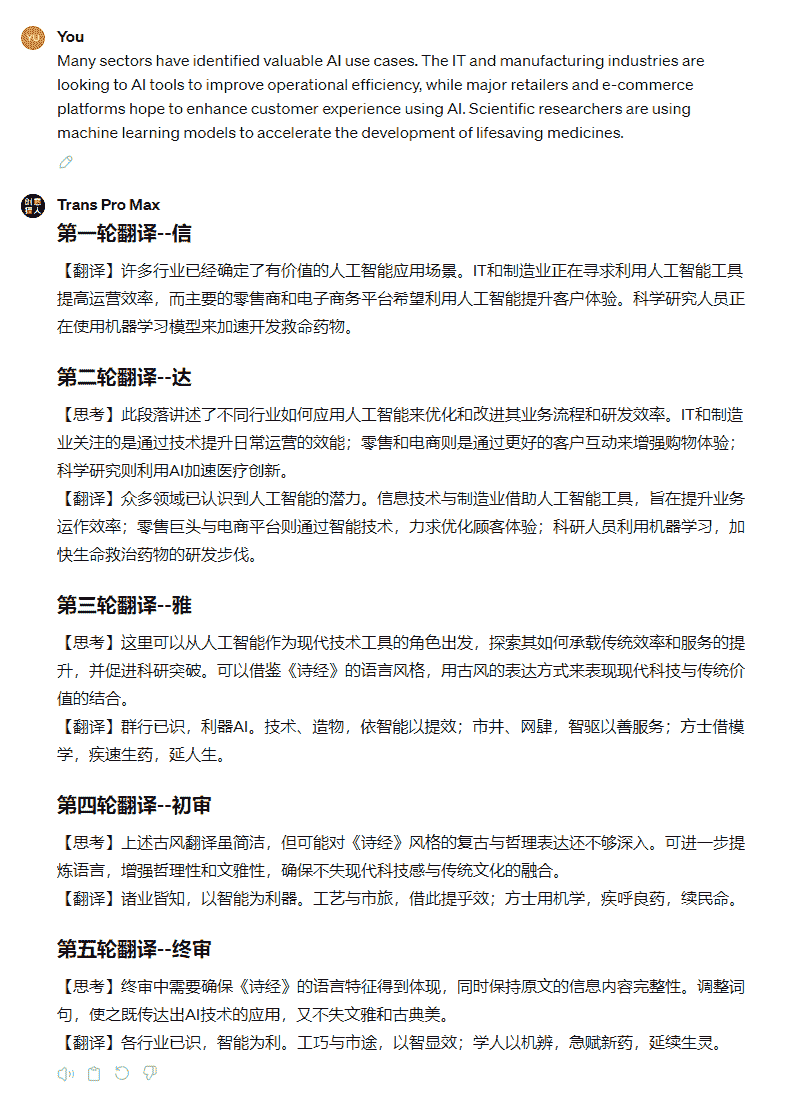 You
Many sectors have identified valuable AI use cases. The IT and manufacturing industries are
looking to AI tools to improve operational efficiency, while major retailers and e-commerce
platforms hope to enhance customer experience using AI. Scientific researchers are using
machine learning models to accelerate the development of lifesaving medicines.
Trans Pro Max
第一轮翻译--信
【翻译】许多行业已经确定了有价值的人工智能应用场景。IT和制造业正在寻求利用人工智能工具
提高运营效率，而主要的零售商和电子商务平台希望利用人工智能提升客户体验。科学研究人员正
在使用机器学习模型来加速开发救命药物。
第二轮翻译--达
【思考】此段落讲述了不同行业如何应用人工智能来优化和改进其业务流程和研发效率。IT和制造
业关注的是通过技术提升日常运营的效能；零售和电商则是通过更好的客户互动来增强购物体验；
科学研究则利用AI加速医疗创新。
【翻译】众多领域已认识到人工智能的潜力。信息技术与制造业借助人工智能工具，旨在提升业务
运作效率；零售巨头与电商平台则通过智能技术，力求优化顾客体验；科研人员利用机器学习，加
快生命救治药物的研发步伐。
第三轮翻译--雅
【思考】这里可以从人工智能作为现代技术工具的角色出发，探索其如何承载传统效率和服务的提
升，并促进科研突破。可以借鉴《诗经》的语言风格，用古风的表达方式来表现现代科技与传统价
值的结合。
【翻译】群行已识，利器AI。技术、造物，依智能以提效；市井、网肆，智驱以善服务；方士借模
学，疾速生药，延人生。
第四轮翻译--初审
【思考】上述古风翻译虽简洁，但可能对《诗经》风格的复古与哲理表达还不够深入。可进一步提
炼语言，增强哲理性和文雅性，确保不失现代科技感与传统文化的融合。
【翻译】诸业皆知，以智能为利器。工艺与市旅，借此提乎效；方士用机学，疾呼良药，续民命。
第五轮翻译--终审
【思考】终审中需要确保《诗经》的语言特征得到体现，同时保持原文的信息内容完整性。调整词
句，使之既传达出AI技术的应用，又不失文雅和古典美。
【翻译】各行业已识，智能为利。工巧与市途，以智显效；学人以机辨，急赋新药，延续生灵。